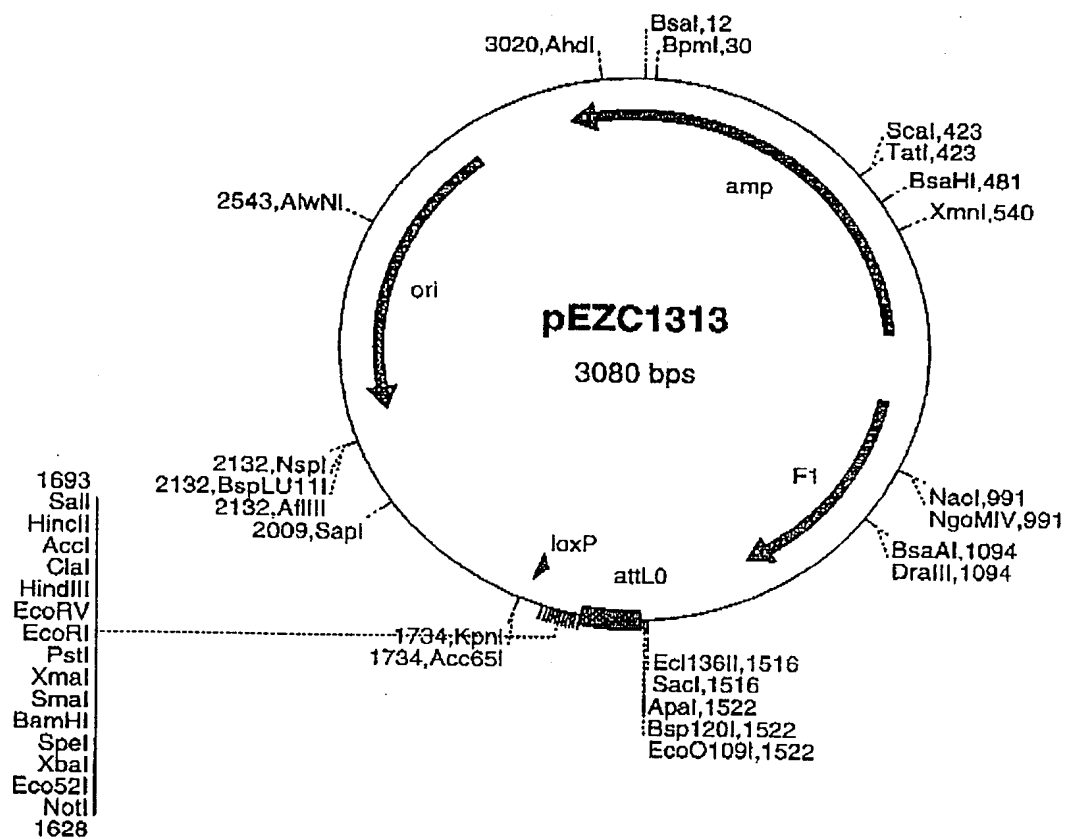 BsaI,12
3020,AhdI
BpmI,30
ScaI,423
TatI,423
BsaHI,481
XmnI,540
amp
2543,AlwNI
ori
pEZC1313
3080 bps
F1
NaeI,991
NgoMIV,991
BsaAI,1094
DraIII,1094
2132,NspI
2132,BspLU11I
2132,AflIII
2009,SapI
loxP
attL0
1734,KpnI
1734,Acc65I
Ecl136II,1516
SacI,1516
ApaI,1522
Bsp120I,1522
EcoO109I,1522
1693
SalI
HincII
AccI
ClaI
HindIII
EcoRV
EcoRI
PstI
XmaI
SmaI
BamHI
SpeI
XbaI
Eco52I
NotI
1628